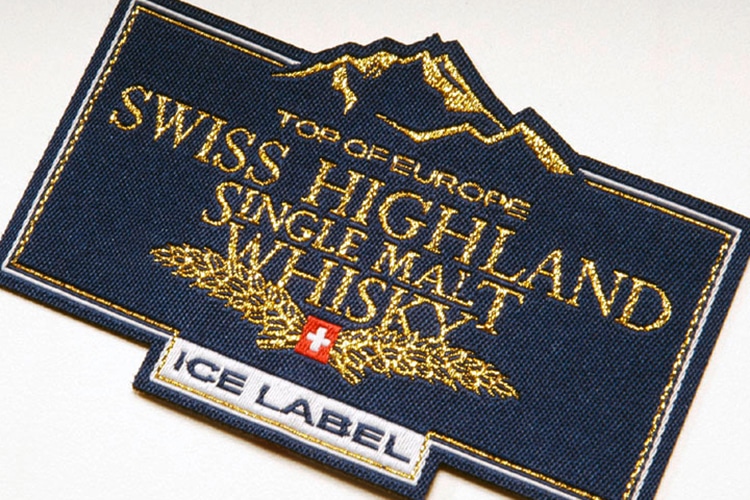 TOP OF EUROPE
SWISS HIGHLAND
SINGLE MALT
WHISKY
ICE LABEL